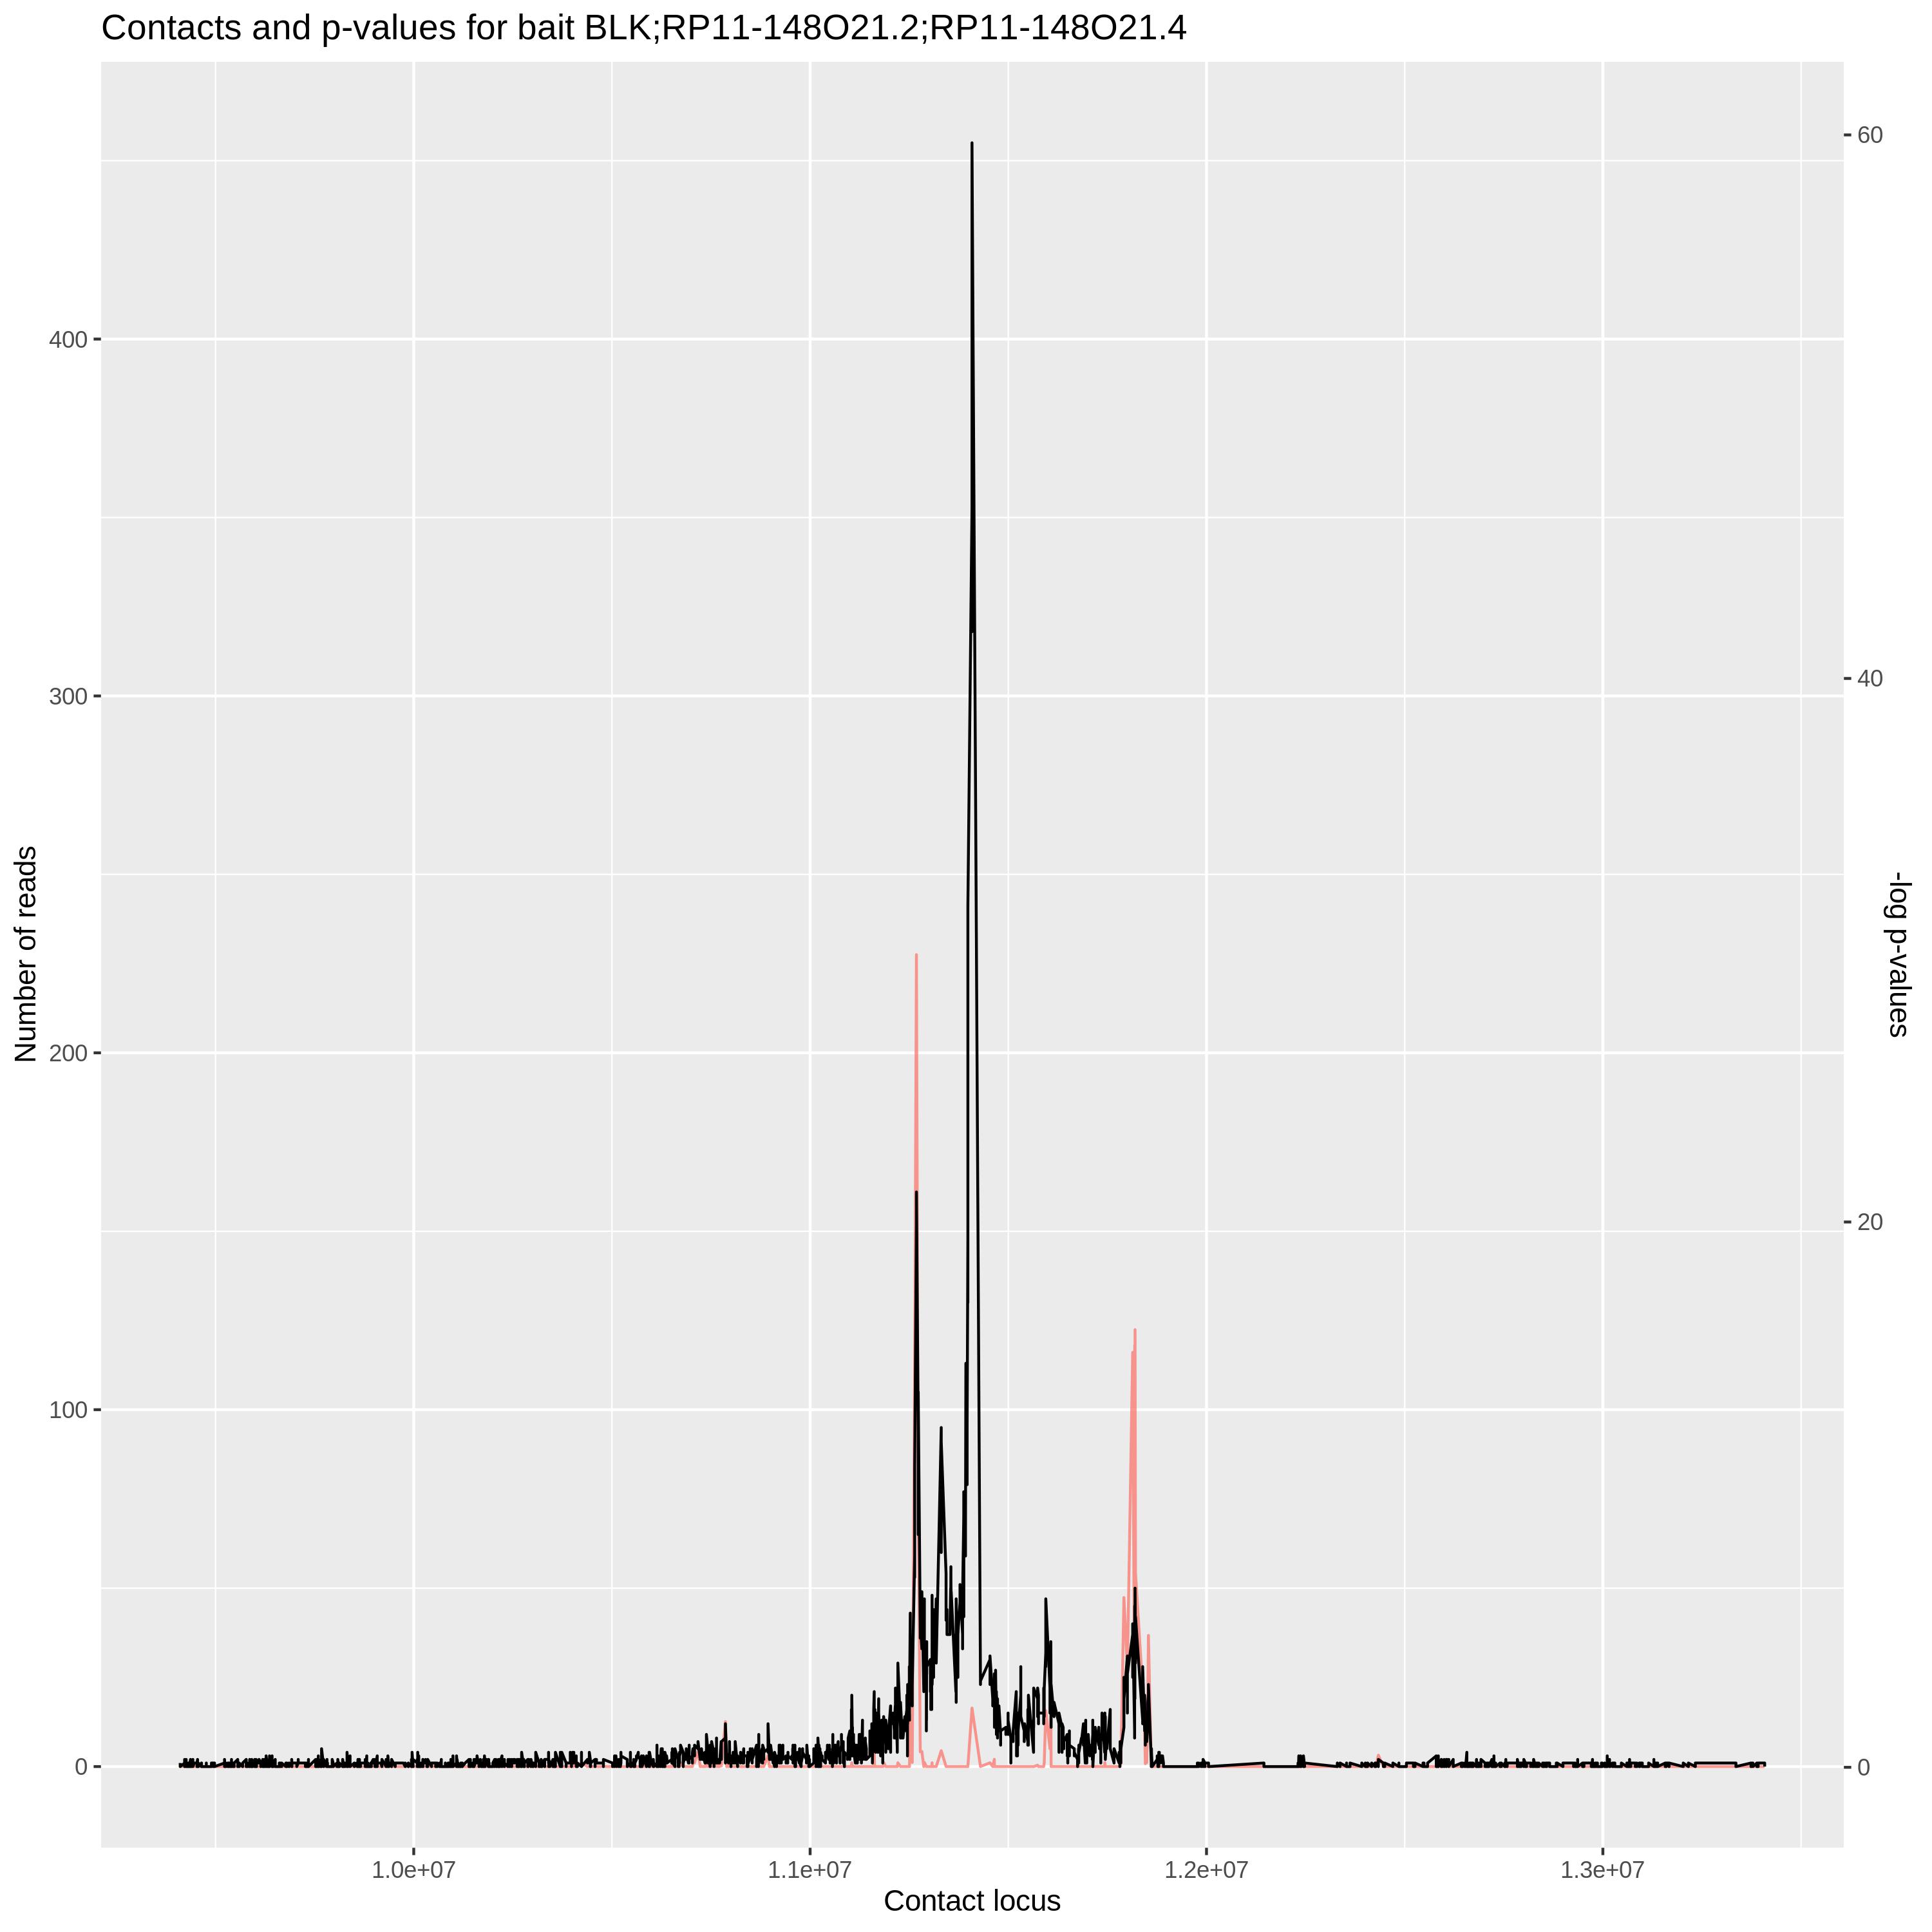 Contacts and p-values for bait BLK;RP11-148O21.2;RP11-148O21.4
Number of reads
400
300
200
100
0
60
40
20
0
-log p-values
1.0e+07
1.1e+07
1.2e+07
1.3e+07
Contact locus